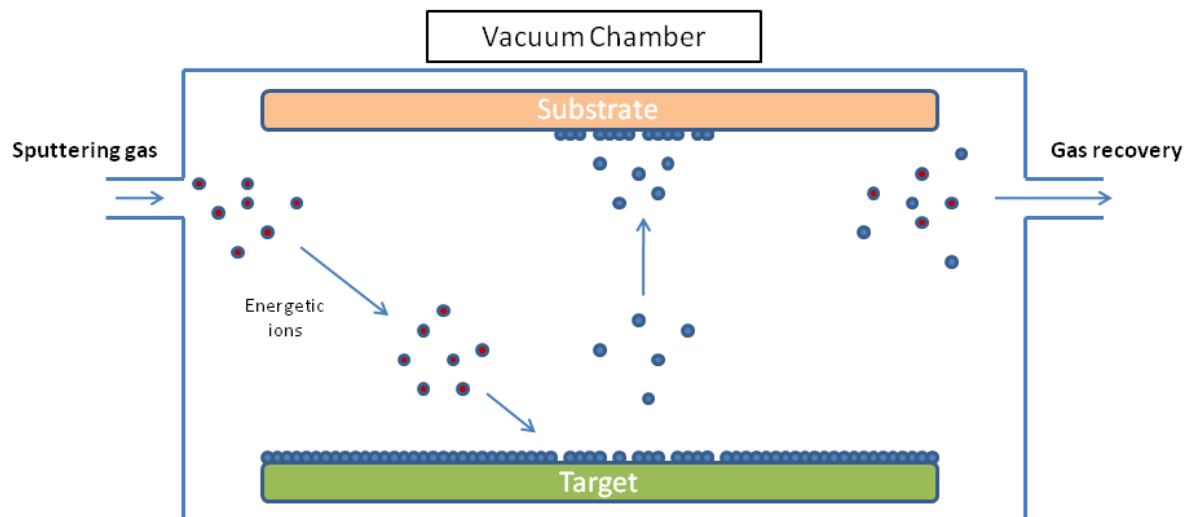 Vacuum Chamber
Substrate
Sputtering gas
Gas recovery
Energetic
ions
Target